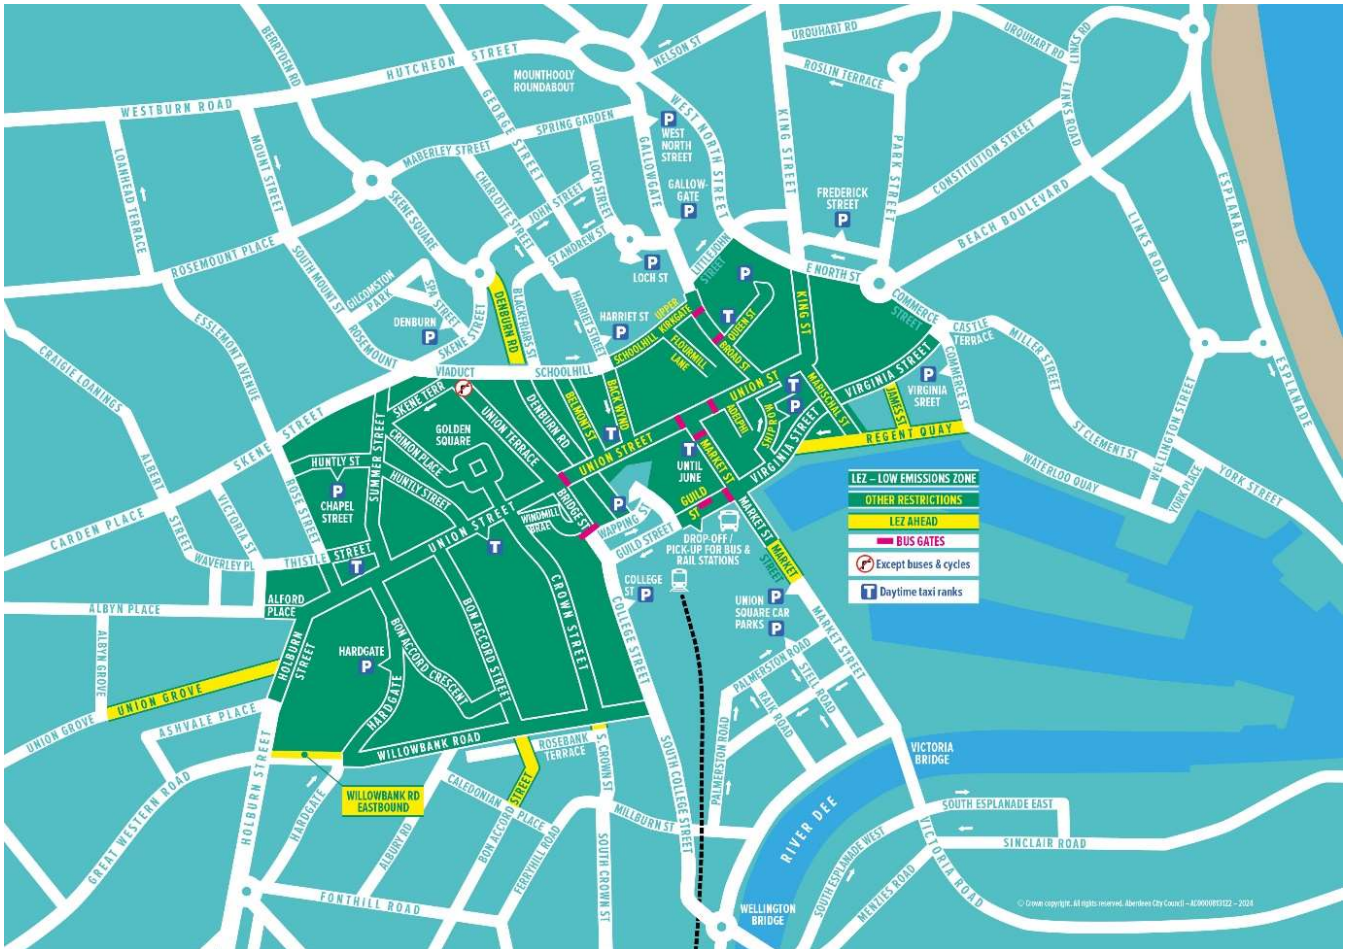 BERRYDEN RD
HUTCHEON STREET
NELSON ST
URQUHART RD
URQUHART RD
LINKS RD
MOUNTHOOLY
ROUNDABOUT
ROSLIN TERRACE
WESTBURN ROAD
GEORGE STREET
WEST NORTH STREET
KING STREET
LINKS ROAD
SPRING GARDEN
P
WEST
NORTH
STREET
LOANHEAD TERRACE
MOUNT STREET
MABERLEY STREET
GALLOWGATE
PARK STREET
CONSTITUTION STREET
LOCH STREET
CHARLOTTE STREET
JOHN STREET
GALLOW-
GATE
P
FREDERICK
STREET
P
ESPLANADE
SKENE SQUARE
BEACH BOULEVARD
LINKS ROAD
ROSEMOUNT PLACE
SOUTH MOUNT ST
ST ANDREW ST
LITTLEJOHN
STREET
P
LOCH ST
P
E NORTH ST
GILCOMSTON
PARK
SPA STREET
DENBURN RD
BLACKFRIARS ST
HARRIET STREET
COMMERCE
STREET
ESSLEMONT AVENUE
ROSEMOUNT
DENBURN
P
SKENE STREET
HARRIET ST
P
UPPER
KIRKGATE
T
QUEEN ST
KING ST
CASTLE
TERRACE
MILLER STREET
CRAIGIE LOANINGS
VIADUCT
SCHOOLHILL
SCHOOLHILL
FLOURMILL
LANE
BROAD ST
VIRGINIA STREET
COMMERCE ST
P
VIRGINIA
SREET
ESPLANADE
SKENE TERR
UNION ST
T
P
MARISCHAL ST
JAMES ST
SKENE STREET
GOLDEN
SQUARE
UNION TERRACE
DENBURN RD
BELMONT ST
BACK WYND
T
ADELPHI
SHIPROW
VIRGINIA STREET
REGENT QUAY
ST CLEMENT ST
WELLINGTON STREET
CRIMON PLACE
UNION STREET
MARKET ST
T
UNTIL
JUNE
WATERLOO QUAY
YORK STREET
YORK PLACE
ALBERT
STREET
HUNTLY ST
P
CHAPEL
STREET
SUMMER STREET
HUNTLY STREET
ROSE STREET
VICTORIA ST
GUILD
ST
LEZ – LOW EMISSIONS ZONE
OTHER RESTRICTIONS
LEZ AHEAD
BUS GATES
Except buses & cycles
T Daytime taxi ranks
CARDEN PLACE
UNION STREET
T
BRIDGE ST
WINDMILL
BRAE
P
WAPPING ST
GUILD STREET
MARKET ST
MARKET
STREET
DROP-OFF /
PICK-UP FOR BUS &
RAIL STATIONS
WAVERLEY PL
THISTLE STREET
T
COLLEGE
ST
P
UNION
SQUARE CAR
PARKS
P
P
ALBYN PLACE
ALFORD
PLACE
CROWN STREET
COLLEGE STREET
MARKET STREET
HOLBURN
STREET
HARDGATE
P
BON ACCORD STREET
BON ACCORD CRESCENT
ALBYN GROVE
UNION GROVE
PALMERSTON ROAD
STELL ROAD
RAIK ROAD
HARDGATE
UNION GROVE
ASHVALE PLACE
PALMERSTON ROAD
WILLOWBANK ROAD
ROSEBANK
TERRACE
S. CROWN ST
SOUTH COLLEGE STREET
VICTORIA
BRIDGE
HOLBURN STREET
GREAT WESTERN ROAD
WILLOWBANK RD
EASTBOUND
CALEDONIAN
PLACE
BON ACCORD
STREET
MILLBURN ST
SOUTH ESPLANADE EAST
RIVER DEE
HARDGATE
ALBURY RD
FERRYHILL ROAD
SOUTH CROWN ST
SINCLAIR ROAD
SOUTH ESPLANADE WEST
MENZIES ROAD
VICTORIA ROAD
FONTHILL ROAD
WELLINGTON
BRIDGE
© Crown copyright. All rights reserved. Aberdeen City Council – AC0000813122 – 2024